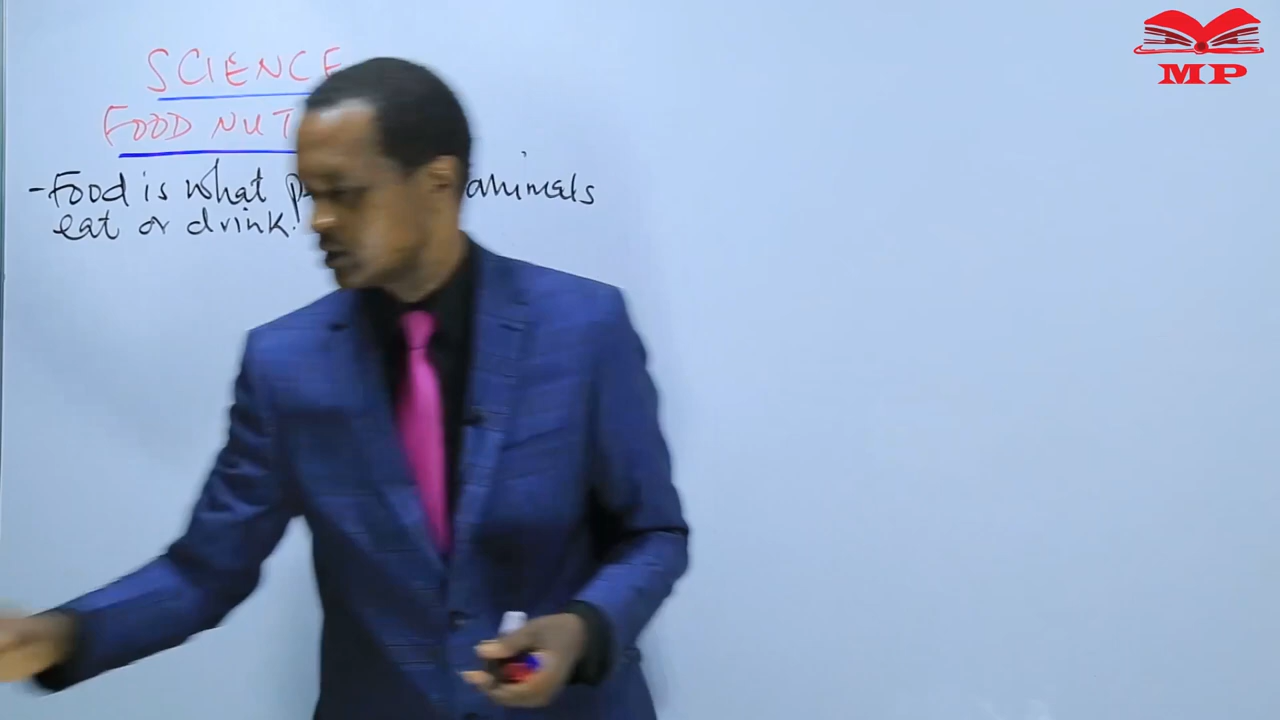 SCIENCE
FOOD NUT
-Food is what animals
eat or drink.
MP